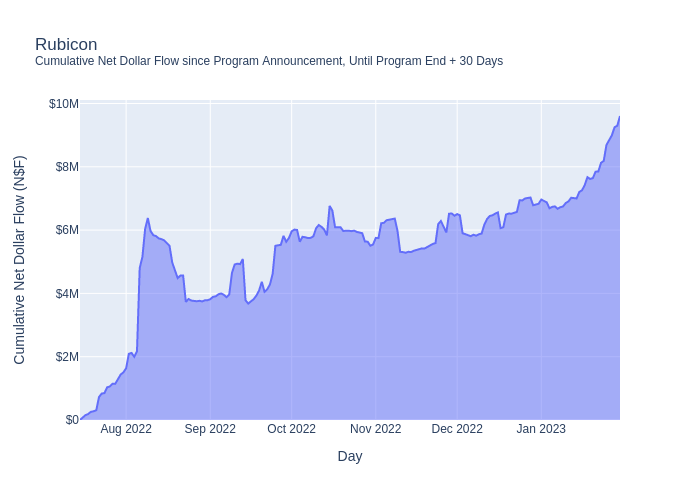 Rubicon
Cumulative Net Dollar Flow since Program Announcement, Until Program End + 30 Days
Cumulative Net Dollar Flow (N$F)
$10M
$8M
$6M
$4M
$2M
$0
Aug 2022 Sep 2022 Oct 2022 Nov 2022 Dec 2022 Jan 2023
Day